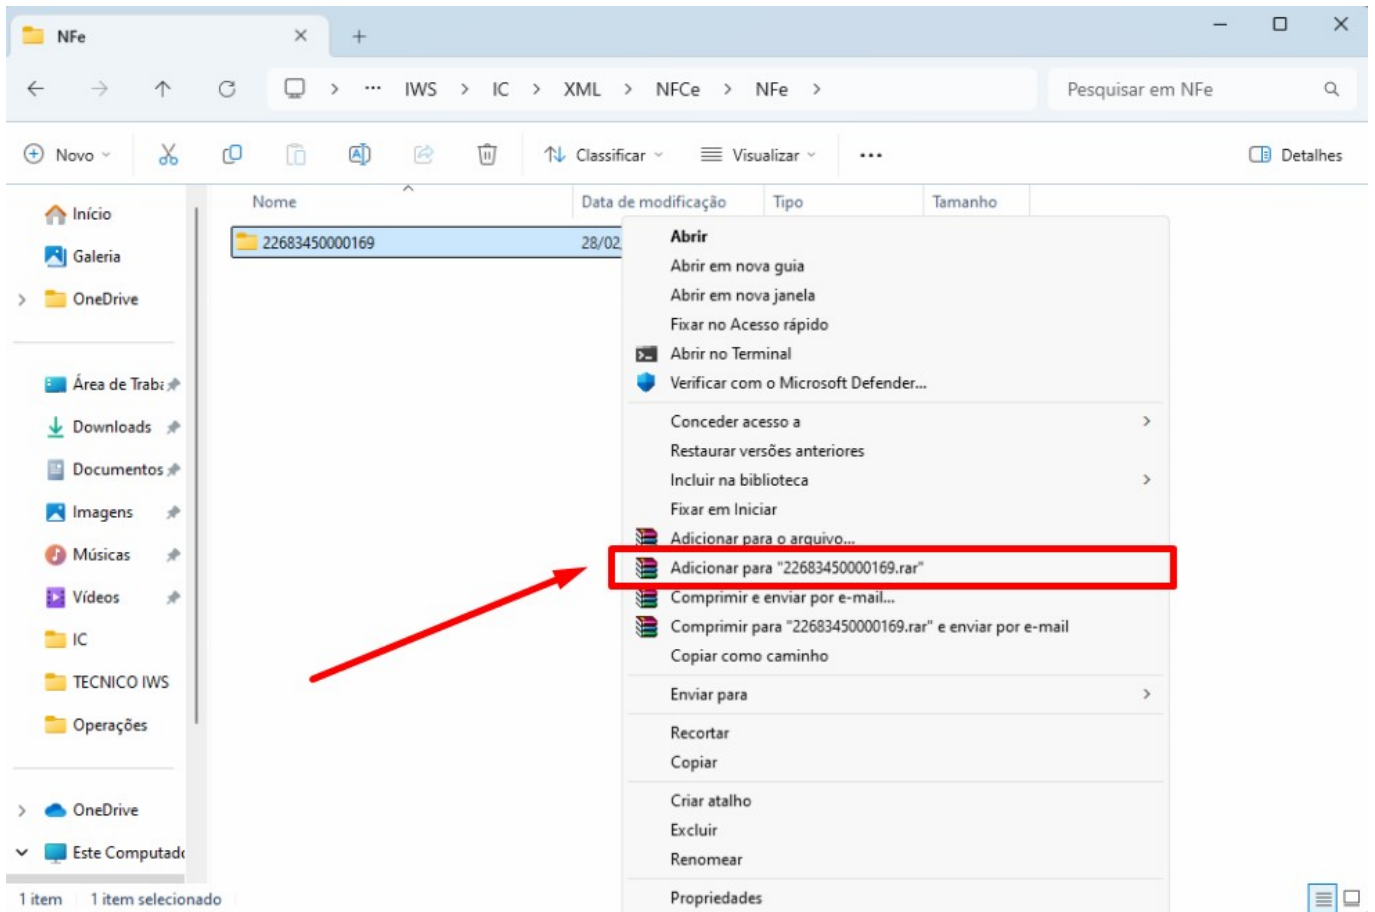 NFe
IWS > IC > XML > NFCe > NFe >
Pesquisar em NFe
Novo
Classificar
Visualizar
Detalhes
Nome
Data de modificação
Tipo
Tamanho
22683450000169
28/02
Início
Galeria
OneDrive
Área de Traba
Downloads
Documentos
Imagens
Músicas
Vídeos
IC
TECNICO IWS
Operações
OneDrive
Este Computado
Abrir
Abrir em nova guia
Abrir em nova janela
Fixar no Acesso rápido
Abrir no Terminal
Verificar com o Microsoft Defender...
Conceder acesso a
Restaurar versões anteriores
Incluir na biblioteca
Fixar em Iniciar
Adicionar para o arquivo...
Adicionar para "22683450000169.rar"
Comprimir e enviar por e-mail...
Comprimir para "22683450000169.rar" e enviar por e-mail
Copiar como caminho
Enviar para
Recortar
Copiar
Criar atalho
Excluir
Renomear
Propriedades
1 item
1 item selecionado